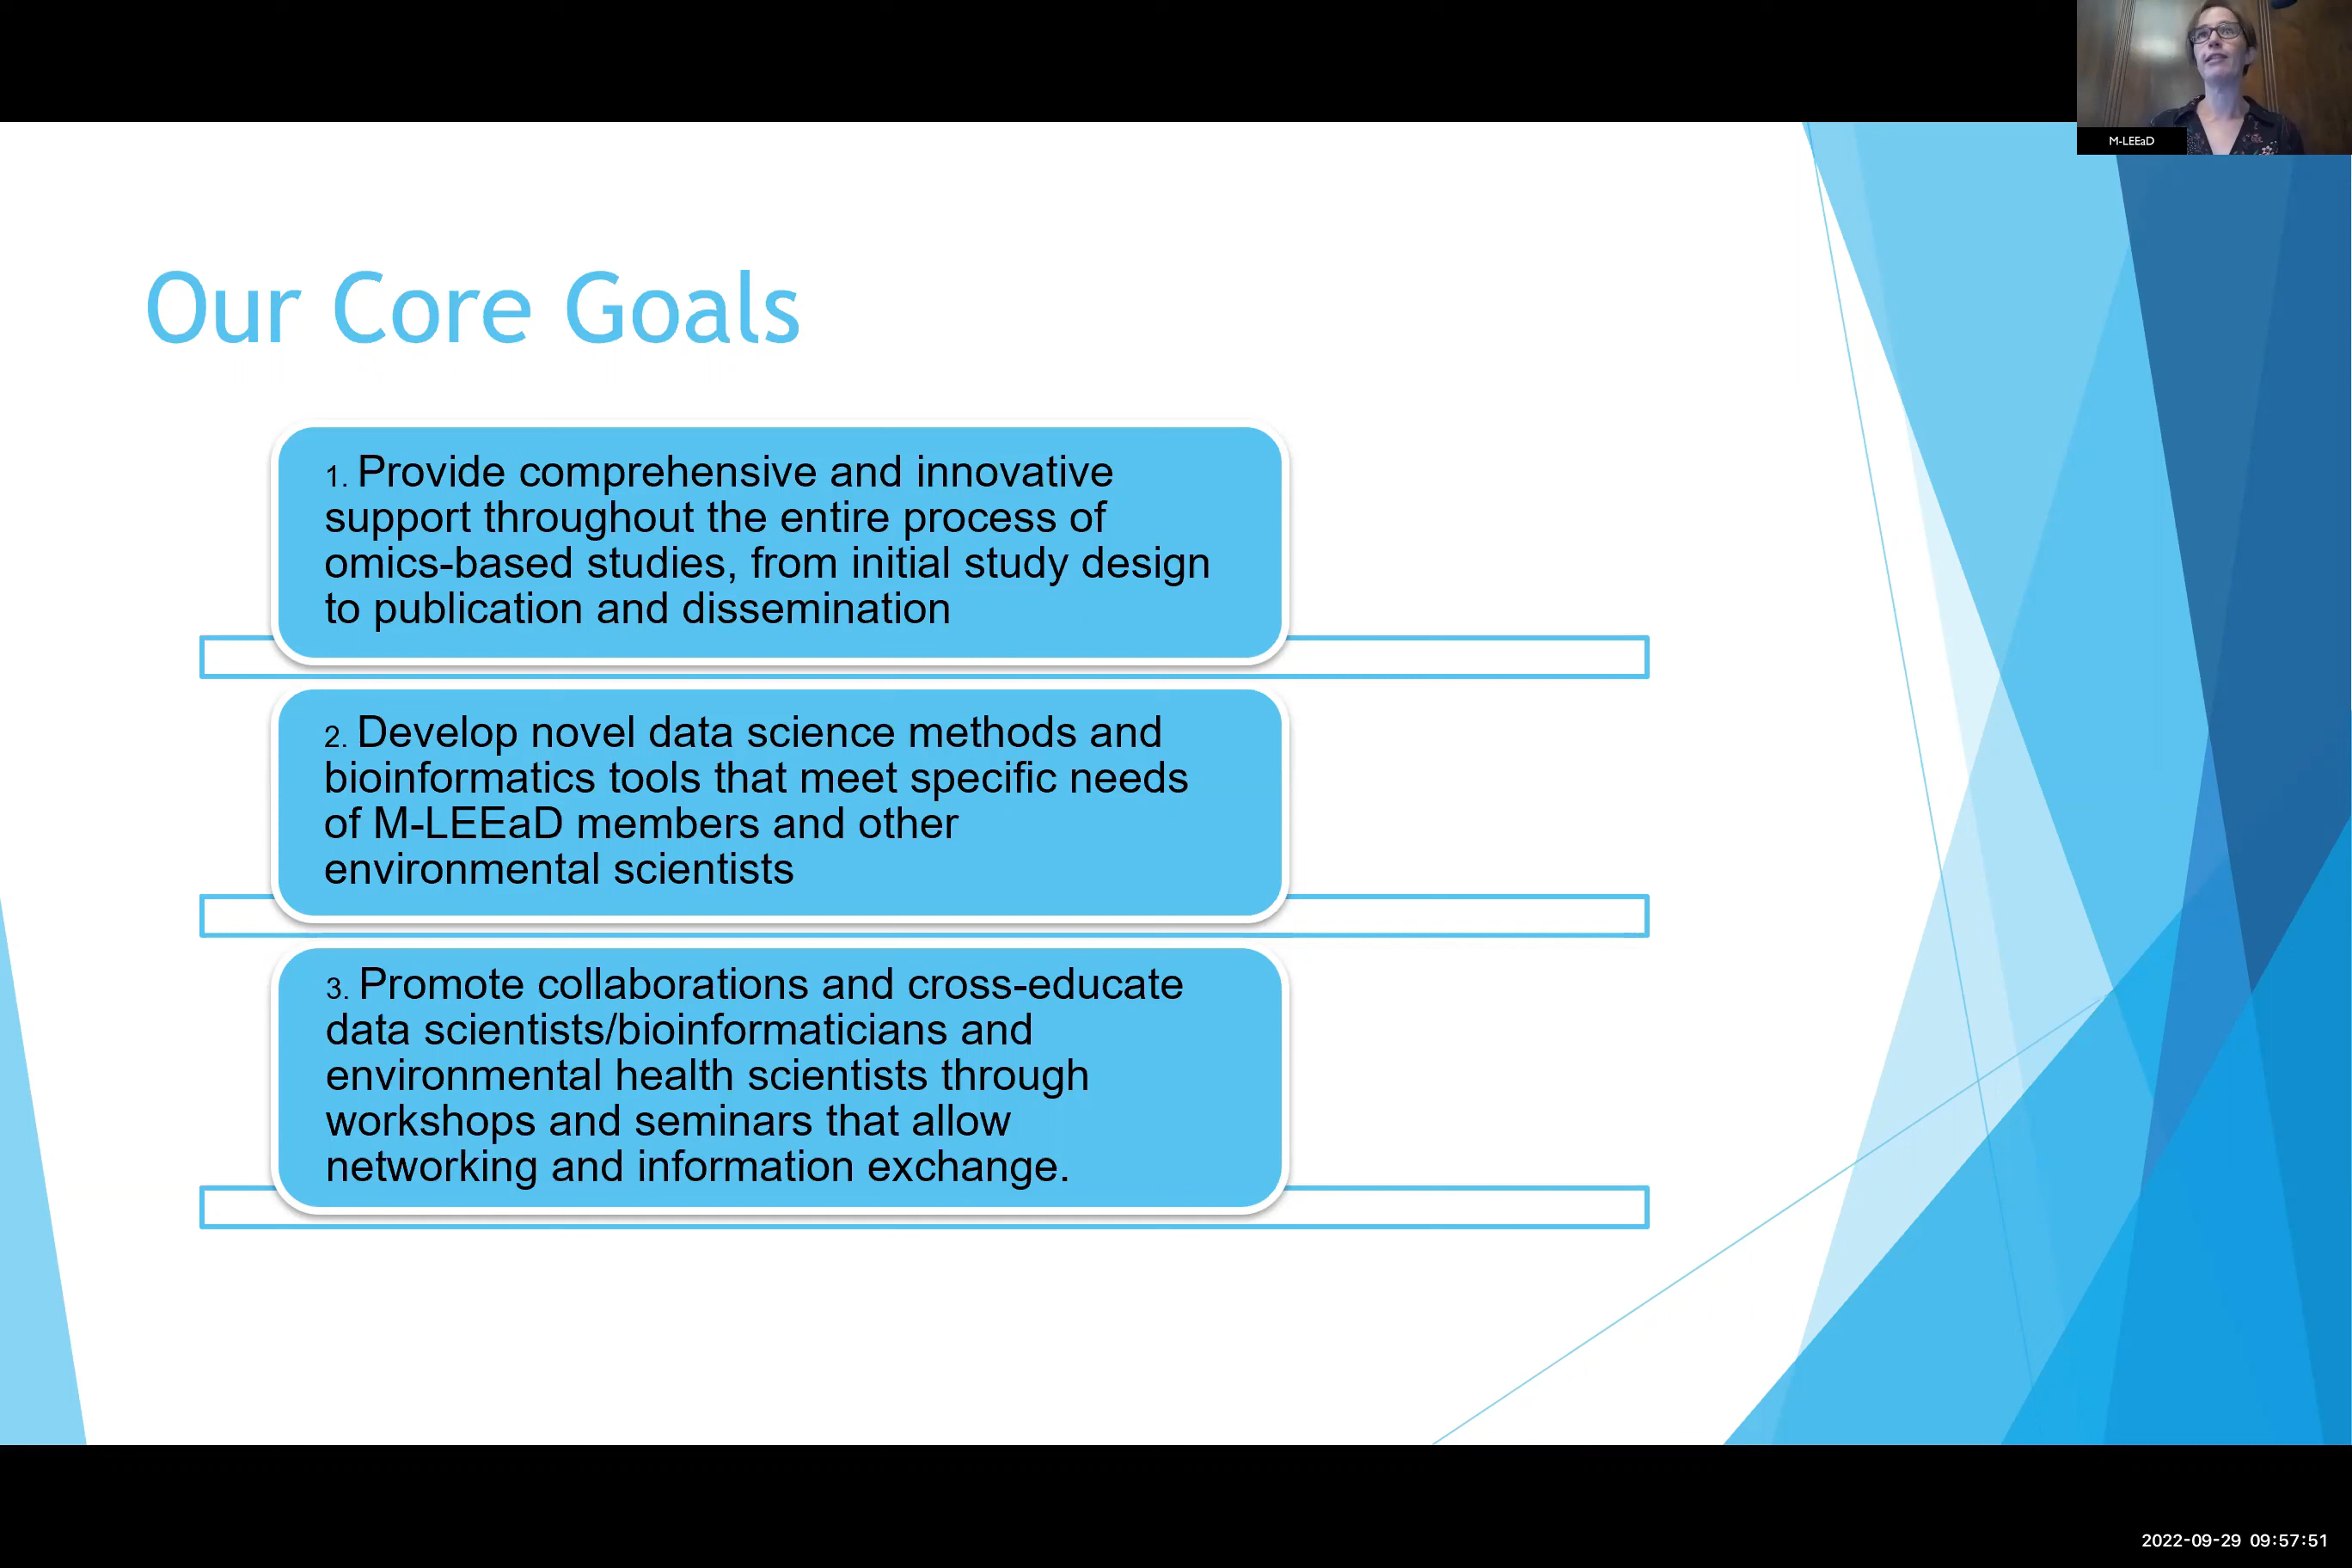 M-LEEaD
Our Core Goals
1. Provide comprehensive and innovative
support throughout the entire process of
omics-based studies, from initial study design
to publication and dissemination
2. Develop novel data science methods and
bioinformatics tools that meet specific needs
of M-LEEaD members and other
environmental scientists
3. Promote collaborations and cross-educate
data scientists/bioinformaticians and
environmental health scientists through
workshops and seminars that allow
networking and information exchange.
2022-09-29 09:57:51